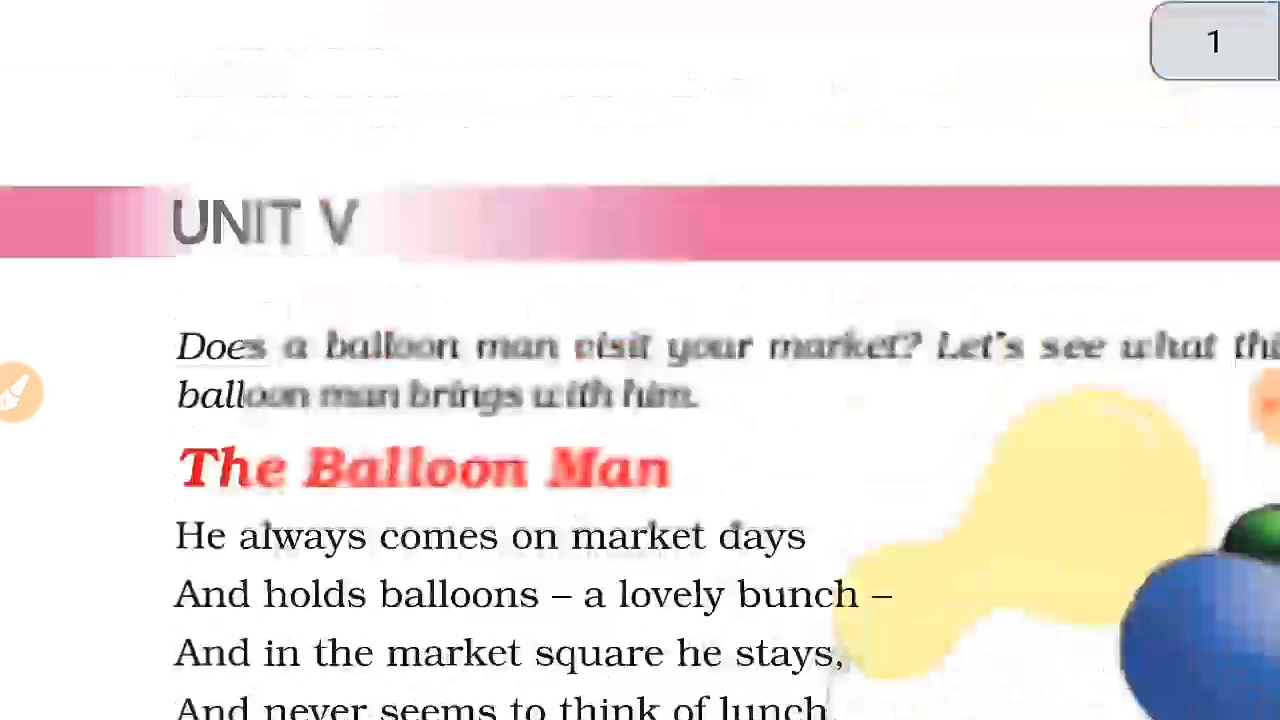 1
UNIT V
Does a balloon man visit your market? Let's see what thi
balloon man brings with him.
The Balloon Man
He always comes on market days
And holds balloons – a lovely bunch –
And in the market square he stays,
And never seems to think of lunch.